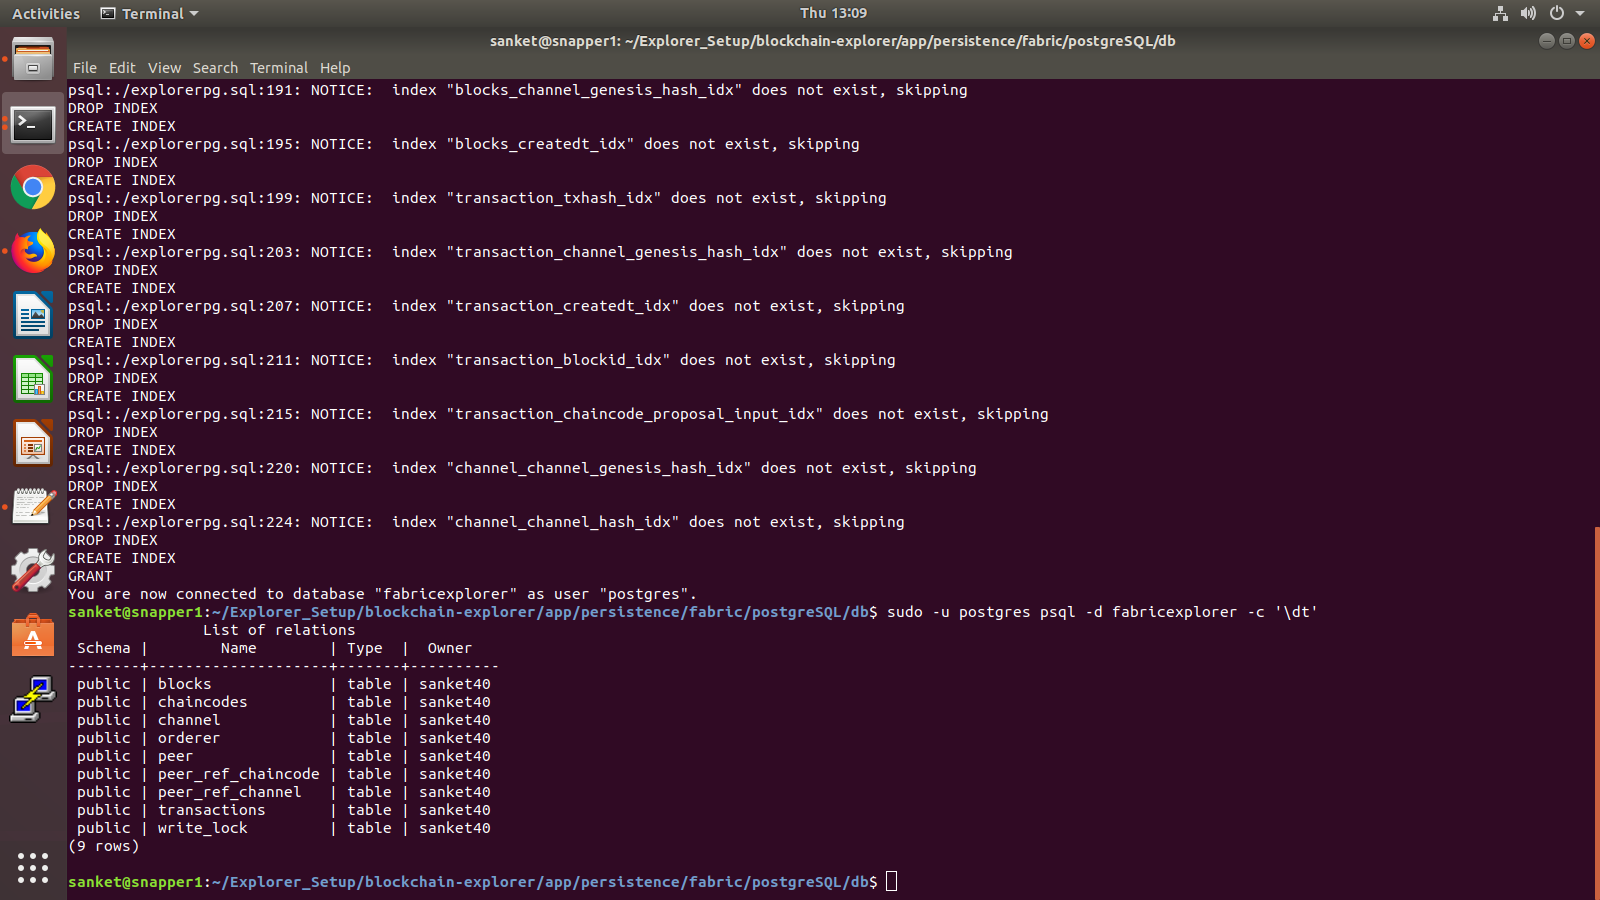 Activities
Terminal
Thu 13:09
sanket@snapper1: ~/Explorer_Setup/blockchain-explorer/app/persistence/fabric/postgreSQL/db
File Edit View Search Terminal Help
psql:./explorerpg.sql:191: NOTICE:  index "blocks_channel_genesis_hash_idx" does not exist, skipping
DROP INDEX
CREATE INDEX
psql:./explorerpg.sql:195: NOTICE:  index "blocks_createdt_idx" does not exist, skipping
DROP INDEX
CREATE INDEX
psql:./explorerpg.sql:199: NOTICE:  index "transaction_txhash_idx" does not exist, skipping
DROP INDEX
CREATE INDEX
psql:./explorerpg.sql:203: NOTICE:  index "transaction_channel_genesis_hash_idx" does not exist, skipping
DROP INDEX
CREATE INDEX
psql:./explorerpg.sql:207: NOTICE:  index "transaction_createdt_idx" does not exist, skipping
DROP INDEX
CREATE INDEX
psql:./explorerpg.sql:211: NOTICE:  index "transaction_blockid_idx" does not exist, skipping
DROP INDEX
CREATE INDEX
psql:./explorerpg.sql:215: NOTICE:  index "transaction_chaincode_proposal_input_idx" does not exist, skipping
DROP INDEX
CREATE INDEX
psql:./explorerpg.sql:220: NOTICE:  index "channel_channel_genesis_hash_idx" does not exist, skipping
DROP INDEX
CREATE INDEX
psql:./explorerpg.sql:224: NOTICE:  index "channel_channel_hash_idx" does not exist, skipping
DROP INDEX
CREATE INDEX
GRANT
You are now connected to database "fabricexplorer" as user "postgres".
sanket@snapper1:~/Explorer_Setup/blockchain-explorer/app/persistence/fabric/postgreSQL/db$ sudo -u postgres psql -d fabricexplorer -c '\dt'
               List of relations
 Schema |        Name        | Type  |  Owner
--------+--------------------+-------+----------
 public | blocks             | table | sanket40
 public | chaincodes         | table | sanket40
 public | channel            | table | sanket40
 public | orderer            | table | sanket40
 public | peer               | table | sanket40
 public | peer_ref_chaincode | table | sanket40
 public | peer_ref_channel   | table | sanket40
 public | transactions       | table | sanket40
 public | write_lock         | table | sanket40
(9 rows)
sanket@snapper1:~/Explorer_Setup/blockchain-explorer/app/persistence/fabric/postgreSQL/db$